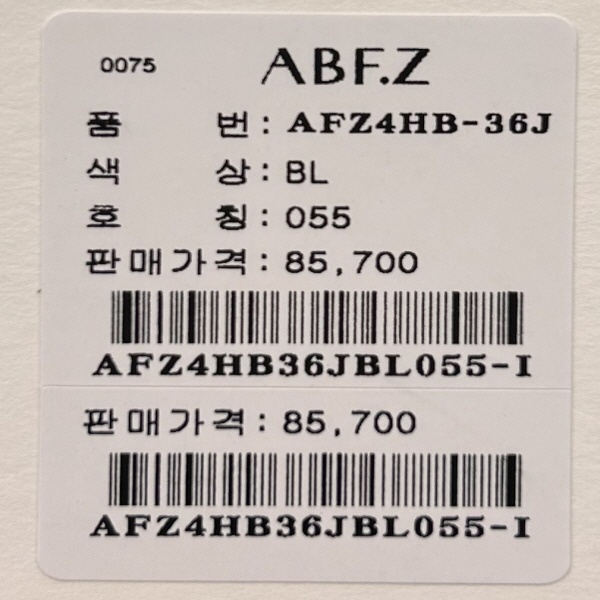 0075 ABF.Z
품 번 : AFZ4HB-36J
색 상 : BL
호 칭 : 055
판매가격 : 85,700
AFZ4HB36JBL055-I
판매가격 : 85,700
AFZ4HB36JBL055-I